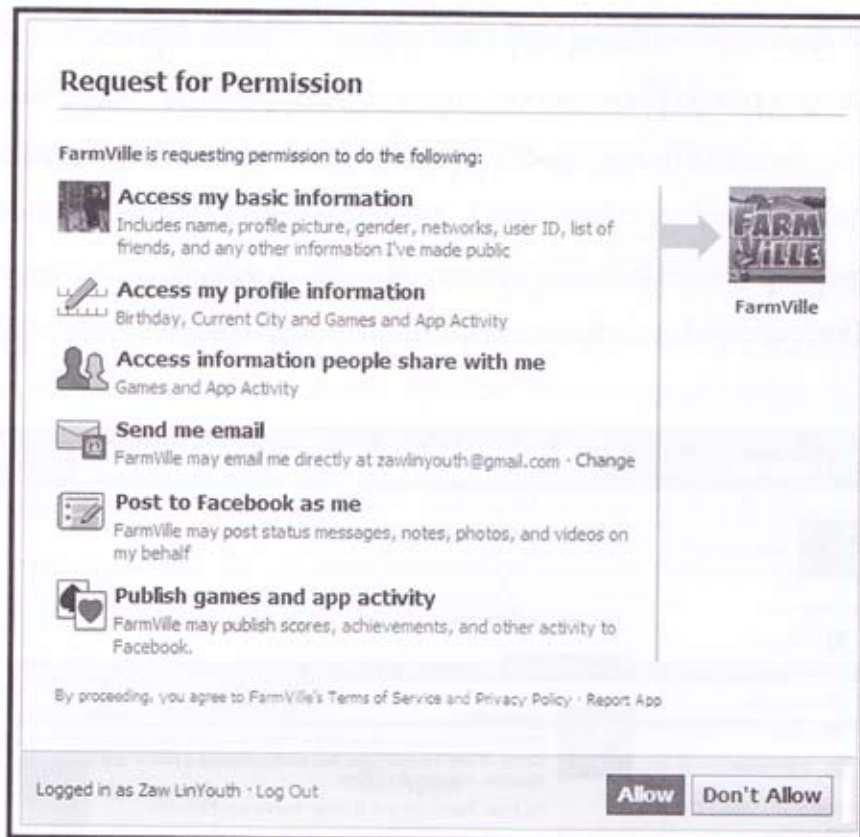 Request for Permission
FarmVille is requesting permission to do the following:
Access my basic information
Includes name, profile picture, gender, networks, user ID, list of
friends, and any other information I've made public
Access my profile information
Birthday, Current City and Games and App Activity
Access information people share with me
Games and App Activity
Send me email
FarmVille may email me directly at zawlinyouth@gmail.com · Change
Post to Facebook as me
FarmVille may post status messages, notes, photos, and videos on
my behalf
Publish games and app activity
FarmVille may publish scores, achievements, and other activity to
Facebook.
FARM
VILLE
FarmVille
By proceeding, you agree to FarmVille's Terms of Service and Privacy Policy · Report App
Logged in as Zaw LinYouth · Log Out
Allow
Don't Allow